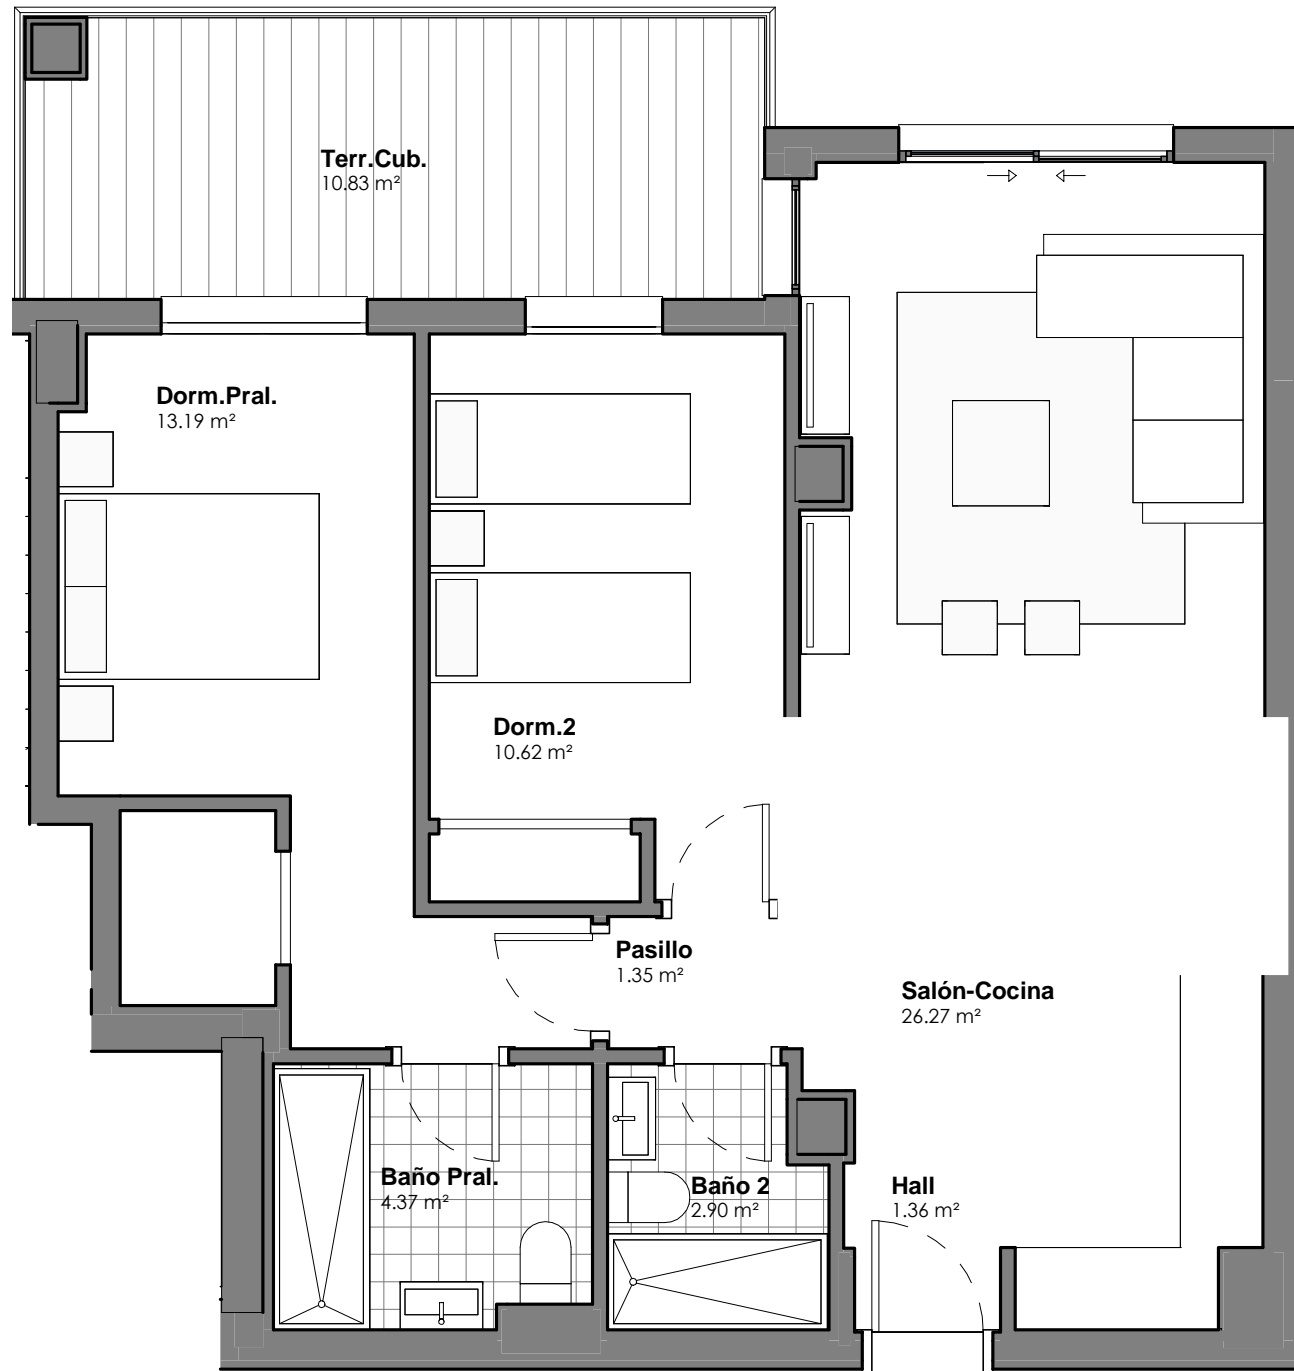 Terr.Cub.
10.83 m²
Dorm.Pral.
13.19 m²
Dorm.2
10.62 m²
Pasillo
1.35 m²
Salón-Cocina
26.27 m²
Baño Pral.
4.37 m²
Baño 2
2.90 m²
Hall
1.36 m²